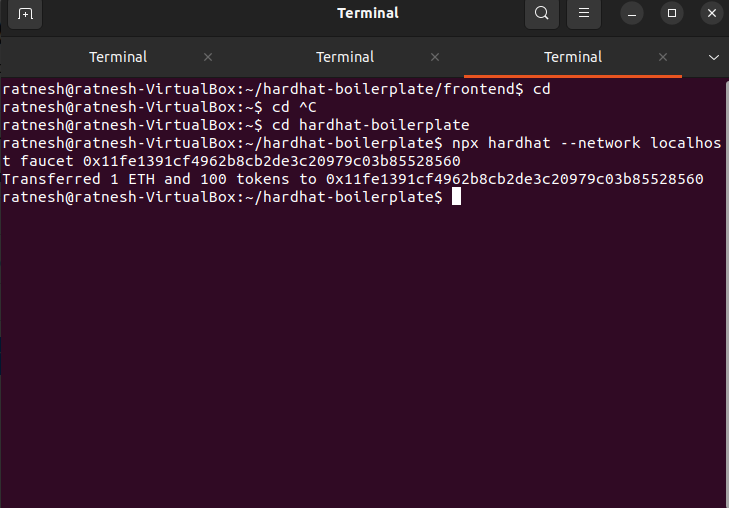 Terminal
Terminal
Terminal
Terminal
ratnesh@ratnesh-VirtualBox:~/hardhat-boilerplate/frontend$ cd
ratnesh@ratnesh-VirtualBox:~$ cd ^C
ratnesh@ratnesh-VirtualBox:~$ cd hardhat-boilerplate
ratnesh@ratnesh-VirtualBox:~/hardhat-boilerplate$ npx hardhat --network localhos
t faucet 0x11fe1391cf4962b8cb2de3c20979c03b85528560
Transferred 1 ETH and 100 tokens to 0x11fe1391cf4962b8cb2de3c20979c03b85528560
ratnesh@ratnesh-VirtualBox:~/hardhat-boilerplate$